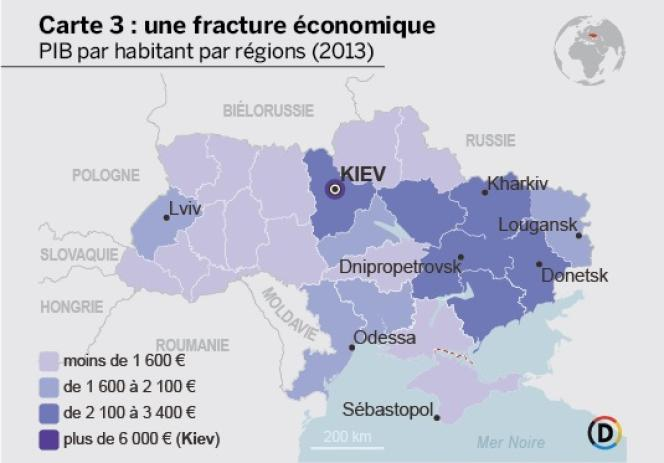 Carte 3 : une fracture économique
PIB par habitant par régions (2013)
BIÉLORUSSIE
RUSSIE
POLOGNE
KIEV
Kharkiv
Lviv
Lougansk
SLOVAQUIE
Dnipropetrovsk
Donetsk
HONGRIE
MOLDAVIE
ROUMANIE
Odessa
moins de 1 600 €
de 1 600 à 2 100 €
de 2 100 à 3 400 €
Sébastopol
plus de 6 000 € (Kiev)
200 km
Mer Noire
D